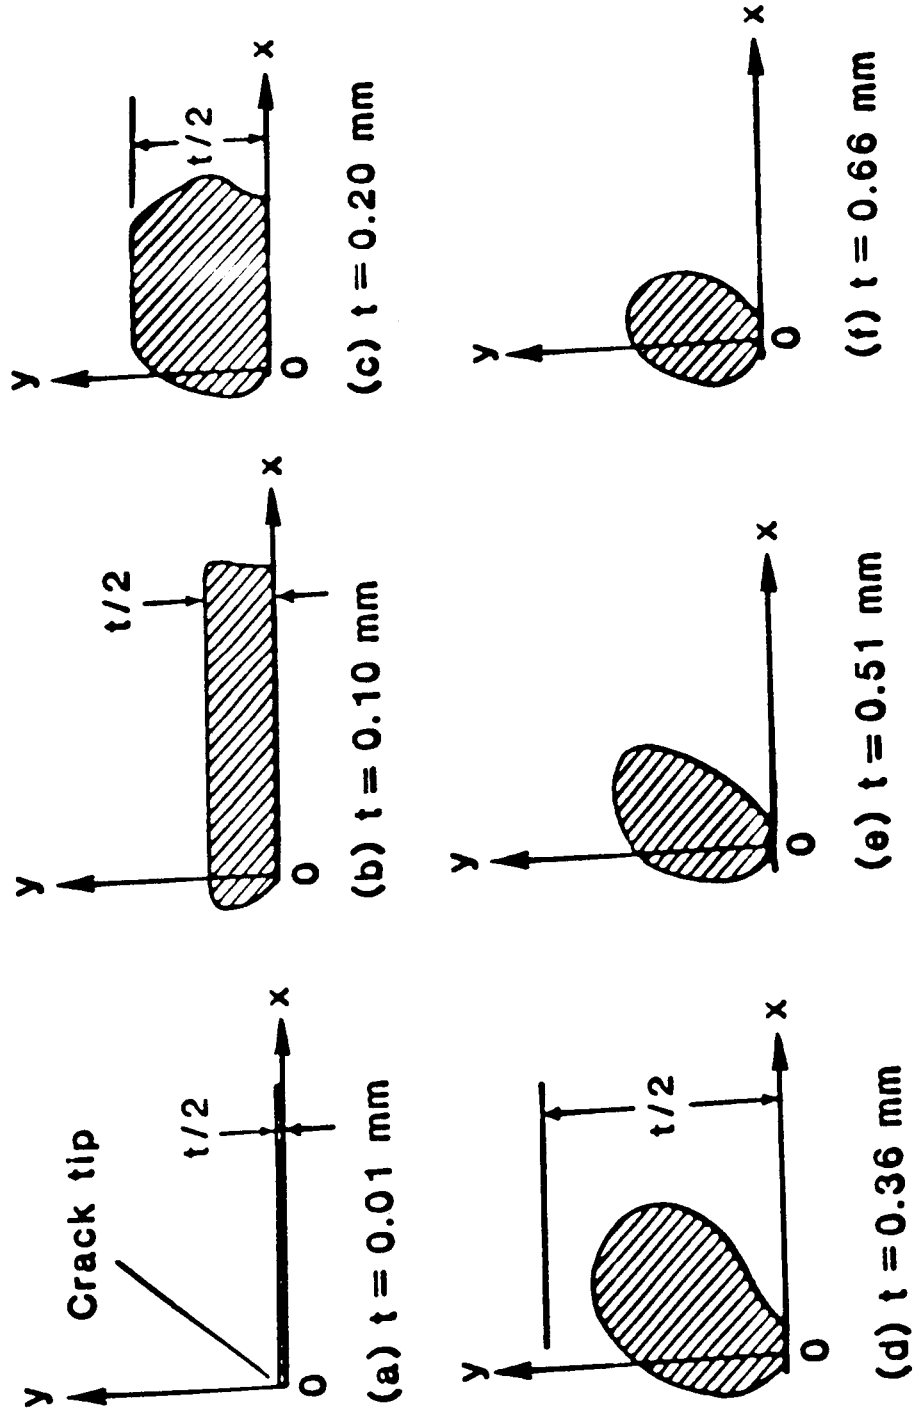 Crack tip
y
t/2
x
0
(a) t = 0.01 mm
y
t/2
x
0
(b) t = 0.10 mm
y
t/2
x
0
(c) t = 0.20 mm
y
t/2
x
0
(d) t = 0.36 mm
y
x
0
(e) t = 0.51 mm
y
x
0
(f) t = 0.66 mm